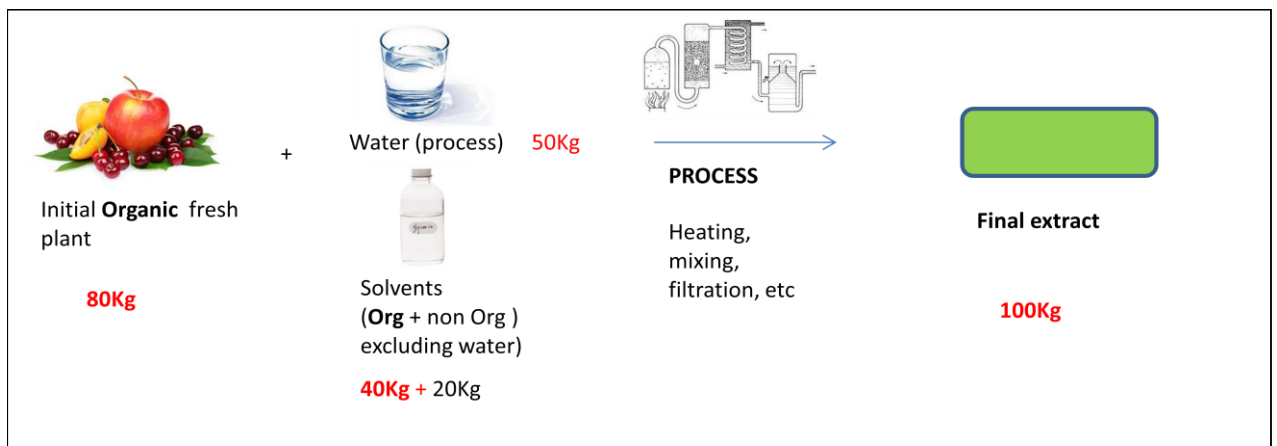 Initial Organic fresh
plant
80Kg
+
Water (process) 50Kg
Solvents
(Org + non Org )
excluding water)
40Kg + 20Kg
PROCESS
Heating,
mixing,
filtration, etc
Final extract
100Kg